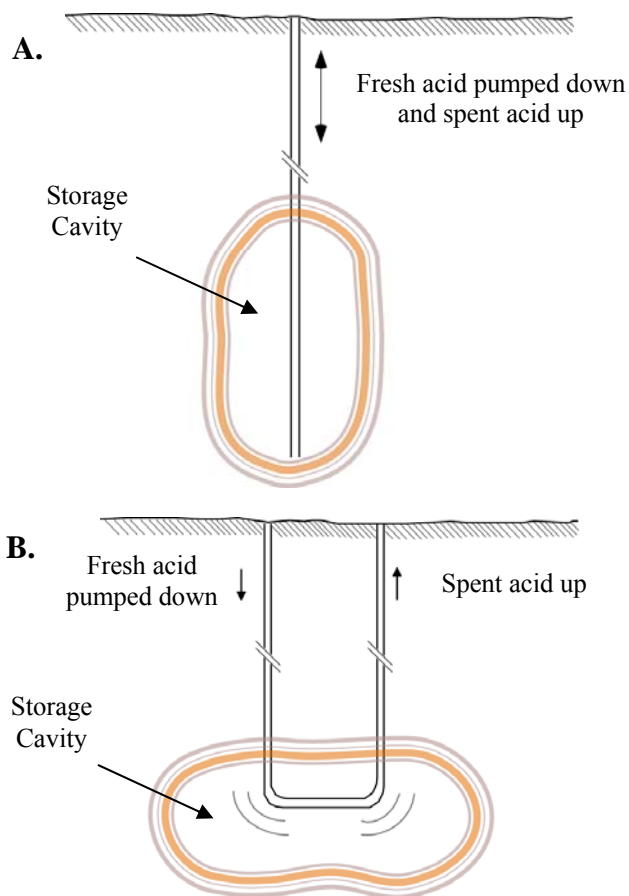 A.
Fresh acid pumped down
and spent acid up
Storage
Cavity
B.
Fresh acid
pumped down
Spent acid up
Storage
Cavity